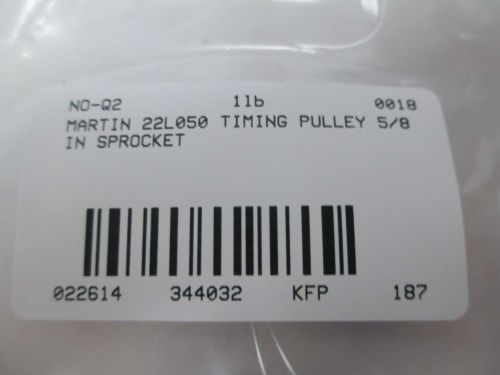 NO-Q2 1lb 0018
MARTIN 22L050 TIMING PULLEY 5/8
IN SPROCKET
022614 344032 KFP 187